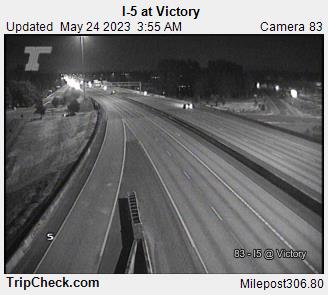 I-5 at Victory
Updated May 24 2023 3:55 AM
Camera 83
T
S
83 - I5 @ Victory
TripCheck.com
Milepost306.80